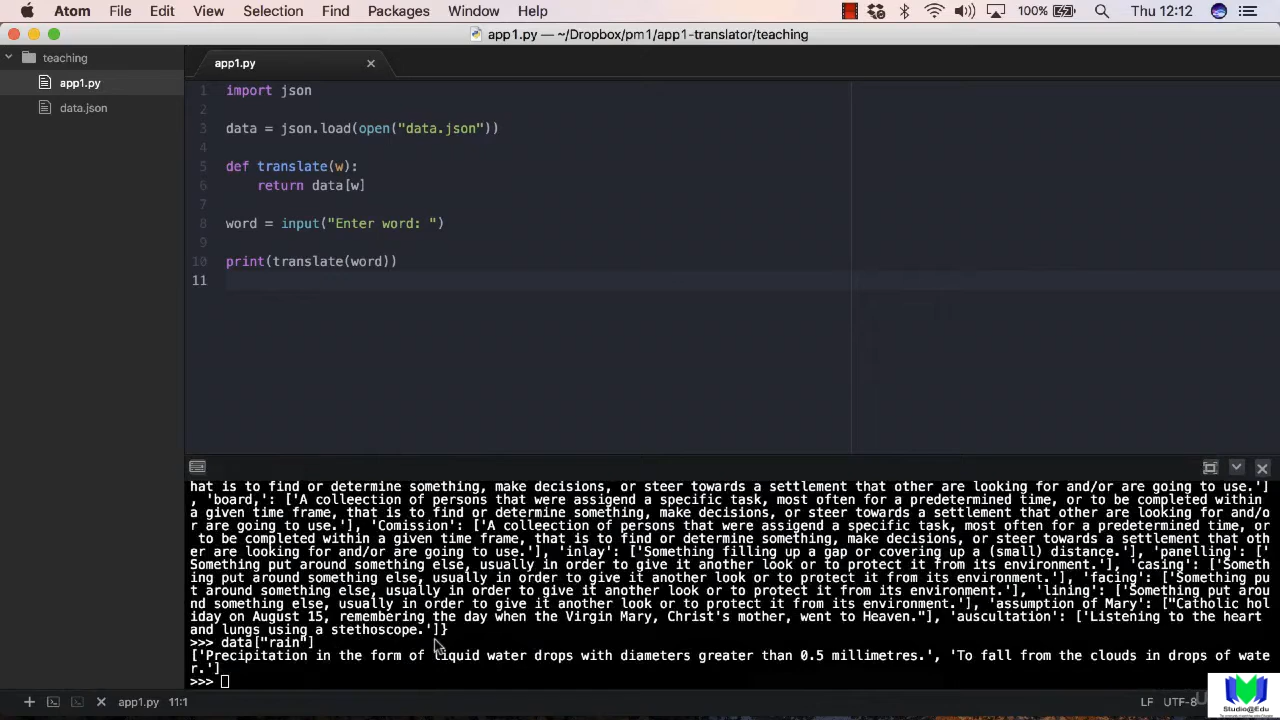 Atom File Edit View Selection Find Packages Window Help 100% Thu 12:12
app1.py — ~/Dropbox/pm1/app1-translator/teaching
teaching
app1.py
data.json
app1.py
1 import json
2
3 data = json.load(open("data.json"))
4
5 def translate(w):
6 return data[w]
7
8 word = input("Enter word: ")
9
10 print(translate(word))
11
hat is to find or determine something, make decisions, or steer towards a settlement that other are looking for and/or are going to use.']
, 'board,': ['A colleection of persons that were assigend a specific task, most often for a predetermined time, or to be completed within
a given time frame, that is to find or determine something, make decisions, or steer towards a settlement that other are looking for and/o
r are going to use.'], 'Comission': ['A colleection of persons that were assigend a specific task, most often for a predetermined time, or
to be completed within a given time frame, that is to find or determine something, make decisions, or steer towards a settlement that oth
er are looking for and/or are going to use.'], 'inlay': ['Something filling up a gap or covering up a (small) distance.'], 'panelling': ['
Something put around something else, usually in order to give it another look or to protect it from its environment.'], 'casing': ['Someth
ing put around something else, usually in order to give it another look or to protect it from its environment.'], 'lining': ['Something pu
t around something else, usually in order to give it another look or to protect it from its environment.'], 'facing': ['Something put arou
nd something else, usually in order to give it another look or to protect it from its environment.'], 'assumption of Mary': ["Catholic hol
iday on August 15, remembering the day when the Virgin Mary, Christ's mother, went to Heaven."], 'auscultation': ['Listening to the heart
and lungs using a stethoscope.']}
>>> data["rain"]
['Precipitation in the form of liquid water drops with diameters greater than 0.5 millimetres.', 'To fall from the clouds in drops of wate
r.']
>>>
app1.py 11:1 LF UTF-8
Studio@Edu